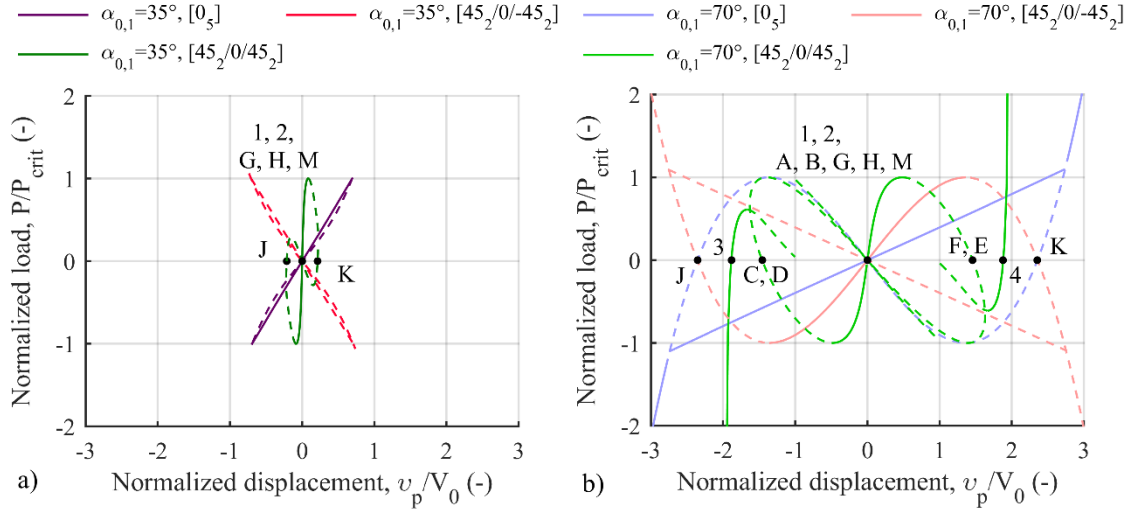 α0,1=35°, [0₅]
α0,1=35°, [45₂/0/-45₂]
α0,1=35°, [45₂/0/45₂]
α0,1=70°, [0₅]
α0,1=70°, [45₂/0/-45₂]
α0,1=70°, [45₂/0/45₂]
Normalized load, P/Pcrit (-)
2
1
0
-1
-2
1, 2,
G, H, M
J
K
-3
-2
-1
0
1
2
3
a)
Normalized displacement, υp/V0 (-)
Normalized load, P/Pcrit (-)
2
1
0
-1
-2
1, 2,
A, B, G, H, M
J
3
C, D
F, E
4
K
-3
-2
-1
0
1
2
3
b)
Normalized displacement, υp/V0 (-)